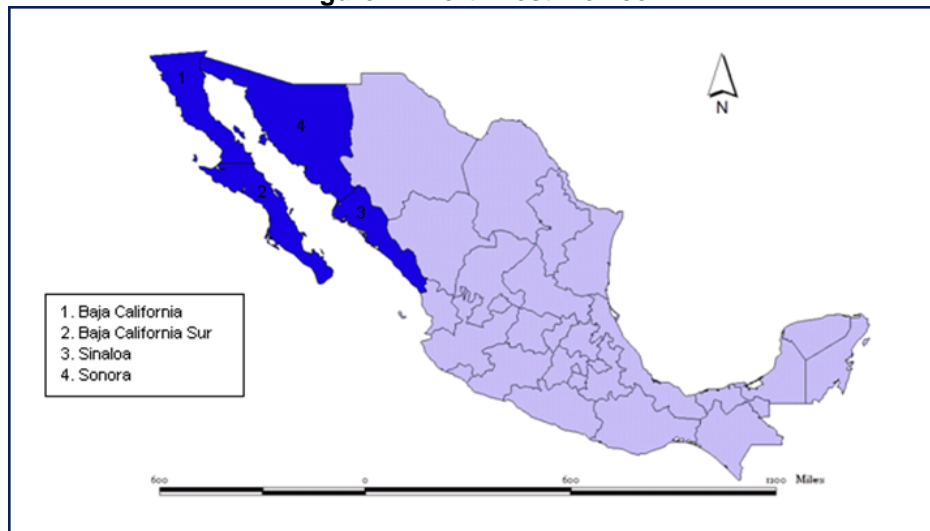 Figure
1
4
2
3
N
1. Baja California
2. Baja California Sur
3. Sinaloa
4. Sonora
600 0 600 1200 Miles